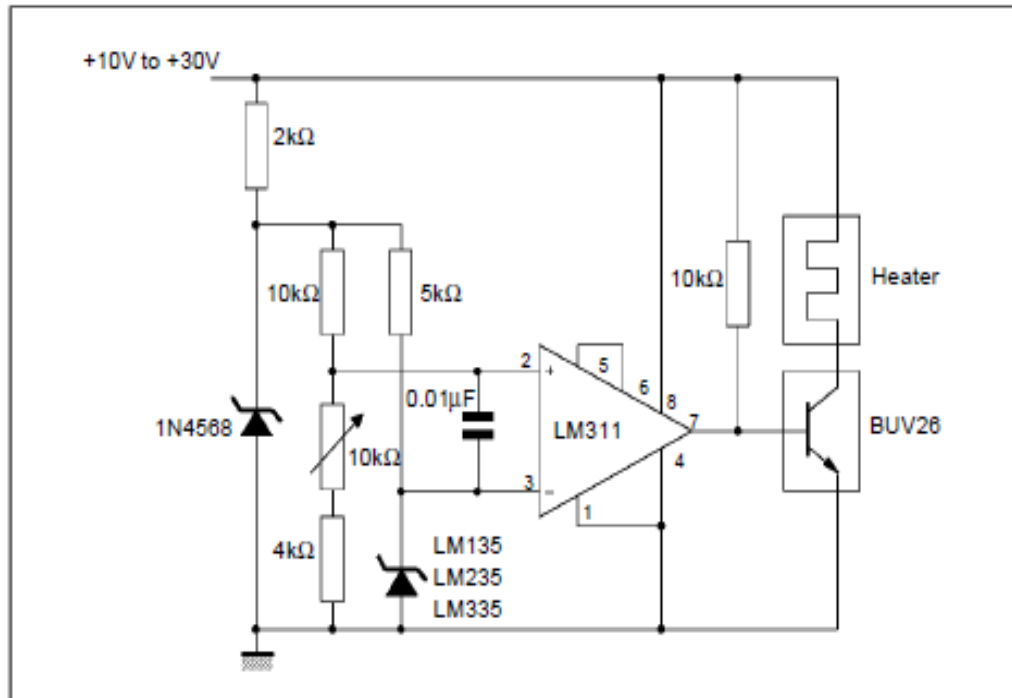 +10V to +30V
2kΩ
10kΩ
5kΩ
10kΩ
Heater
2
+
5
6
8
0.01µF
LM311
7
BUV26
1N4568
10kΩ
4
3
−
1
4kΩ
LM135
LM235
LM335